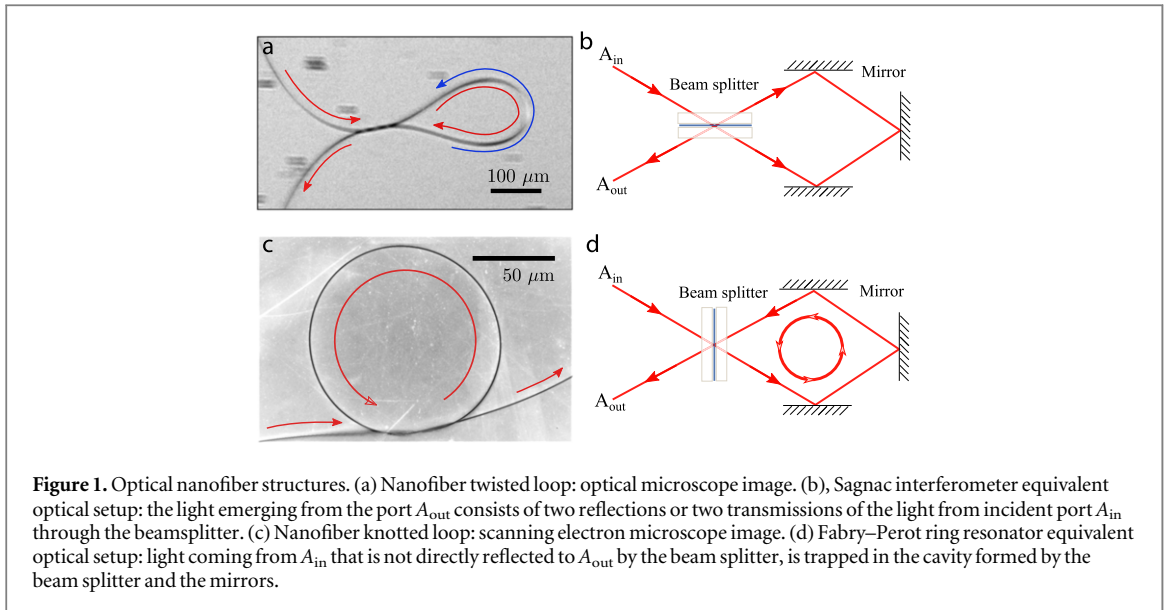 a
100 μm
b
A_in
Beam splitter
Mirror
A_out
c
50 μm
d
A_in
Beam splitter
Mirror
A_out
Figure 1. Optical nanofiber structures. (a) Nanofiber twisted loop: optical microscope image. (b), Sagnac interferometer equivalent
optical setup: the light emerging from the port A_out consists of two reflections or two transmissions of the light from incident port A_in
through the beamsplitter. (c) Nanofiber knotted loop: scanning electron microscope image. (d) Fabry–Perot ring resonator equivalent
optical setup: light coming from A_in that is not directly reflected to A_out by the beam splitter, is trapped in the cavity formed by the
beam splitter and the mirrors.